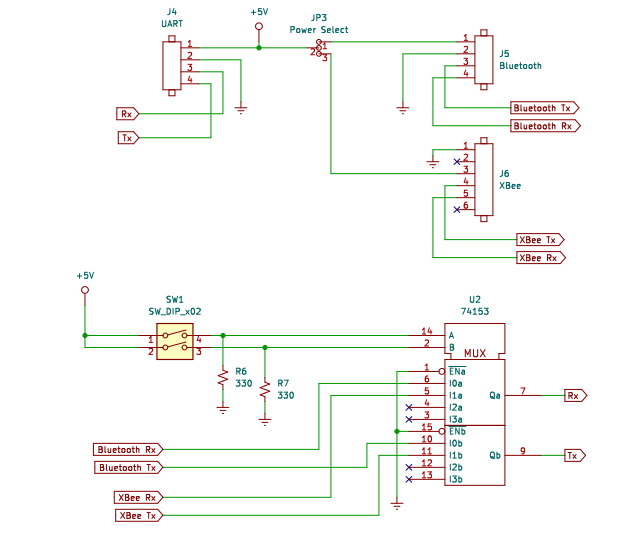 J4
UART
+5V
JP3
Power Select
1
2
3
4
1
2
3
1
2
3
4
J5
Bluetooth
Rx
Tx
Bluetooth Tx
Bluetooth Rx
1
2
3
4
5
6
J6
XBee
XBee Tx
XBee Rx
+5V
SW1
SW_DIP_x02
1
2
4
3
R6
330
R7
330
U2
74153
14
2
A
B
MUX
1
6
5
4
3
15
10
11
12
13
ENa
I0a
I1a
I2a
I3a
ENb
I0b
I1b
I2b
I3b
Qa
7
Rx
Qb
9
Tx
Bluetooth Rx
Bluetooth Tx
XBee Rx
XBee Tx